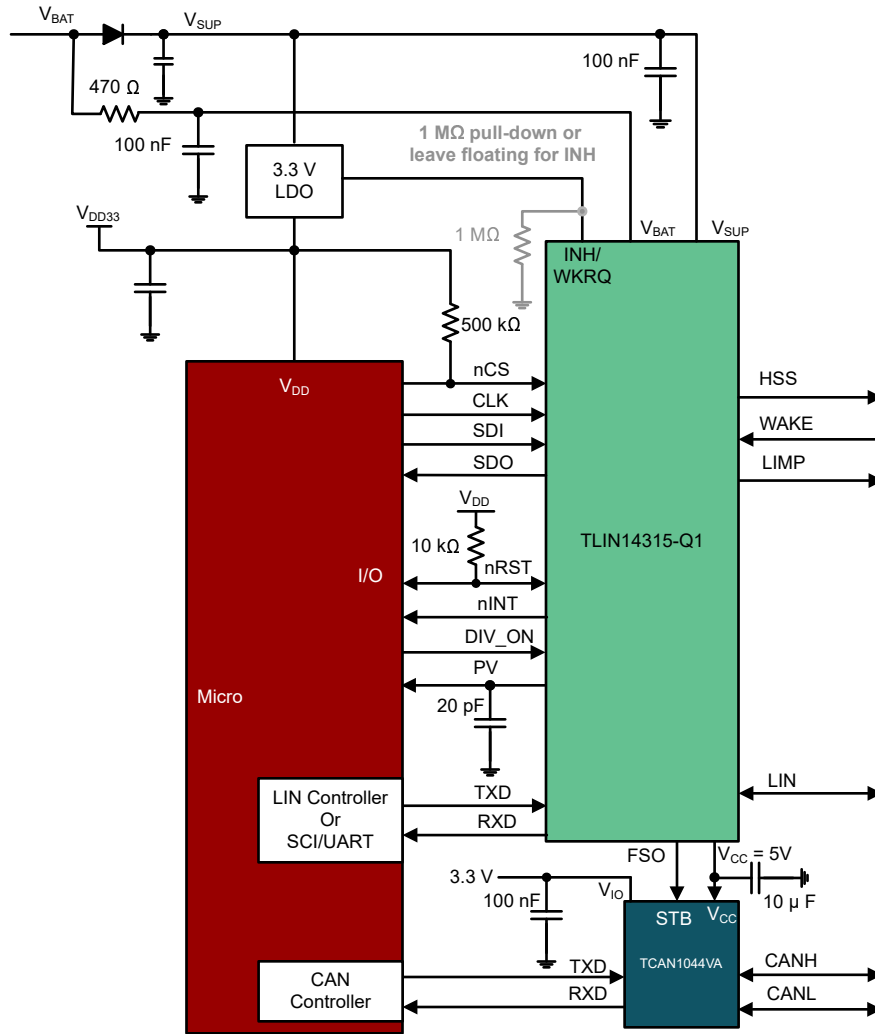 VBAT
VSUP
100 nF
470 Ω
100 nF
1 MΩ pull-down or
leave floating for INH
3.3 V
LDO
VDD33
1 MΩ
VBAT
VSUP
INH/
WKRQ
500 kΩ
VDD
nCS
CLK
SDI
SDO
HSS
WAKE
LIMP
VDD
10 kΩ
TLIN14315-Q1
I/O
nRST
nINT
DIV_ON
PV
Micro
20 pF
LIN Controller
Or
SCI/UART
TXD
RXD
LIN
FSO
VCC = 5V
3.3 V
VIO
100 nF
10 µ F
STB
VCC
TCAN1044VA
CAN
Controller
TXD
RXD
CANH
CANL